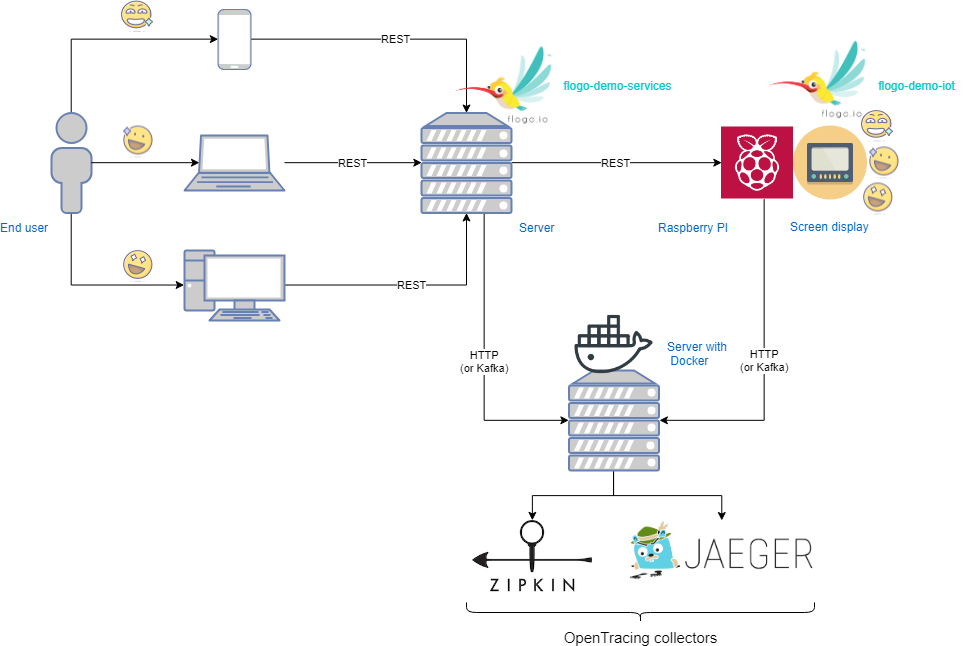 REST
flogo-demo-services
flogo.io
flogo-demo-iot
flogo.io
REST
REST
End user
Server
Raspberry PI
Screen display
REST
HTTP
(or Kafka)
Server with
Docker
HTTP
(or Kafka)
ZIPKIN
JAEGER
OpenTracing collectors